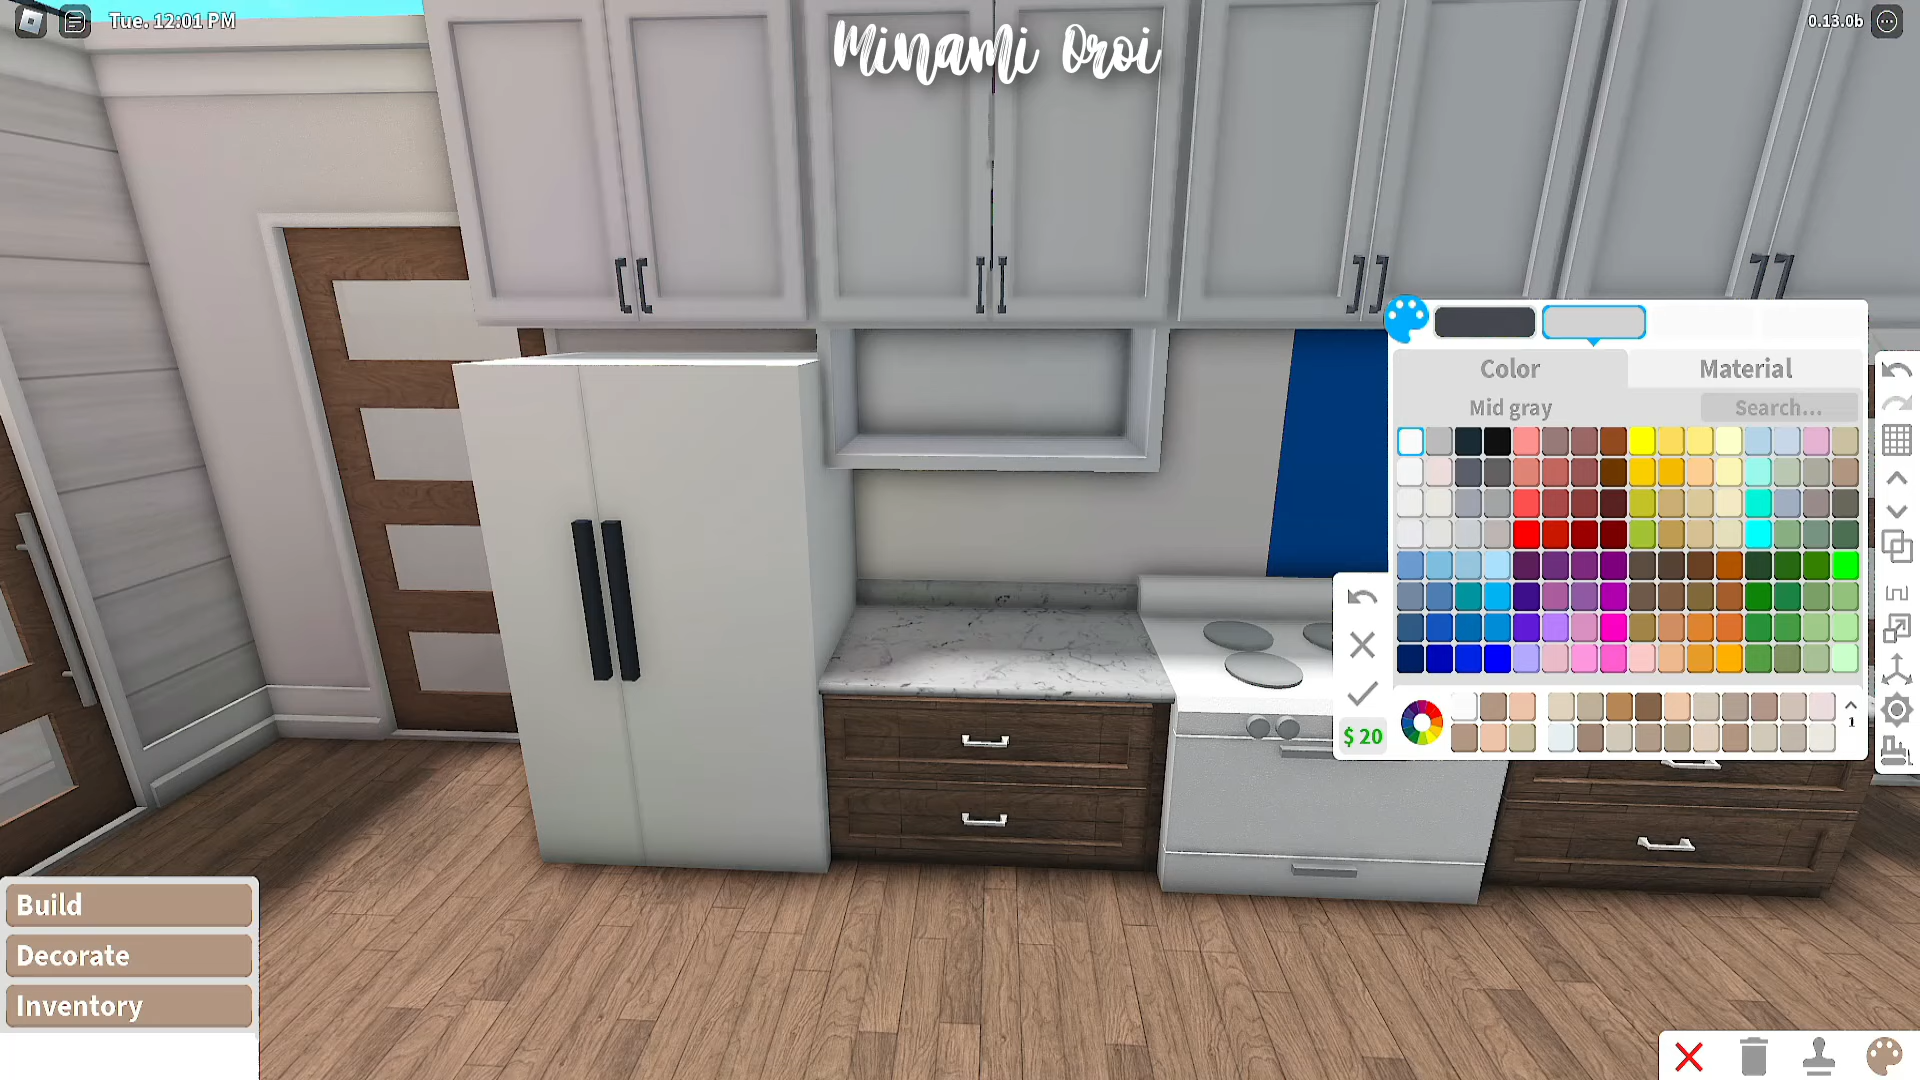 Tue. 12:01 PM
Minami Oroi
0.13.0b
Color
Material
Mid gray
Search...
1
$ 20
Build
Decorate
Inventory